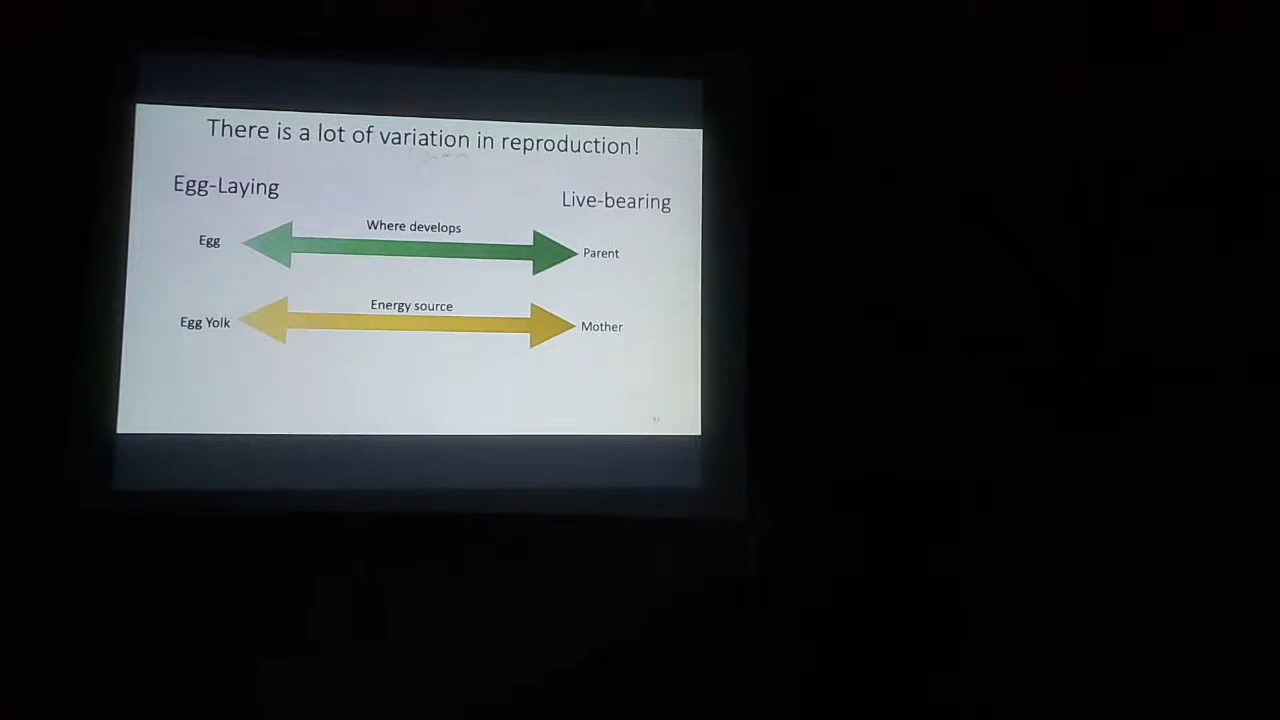 There is a lot of variation in reproduction!
Egg-Laying
Live-bearing
Where develops
Egg
Parent
Energy source
Egg Yolk
Mother